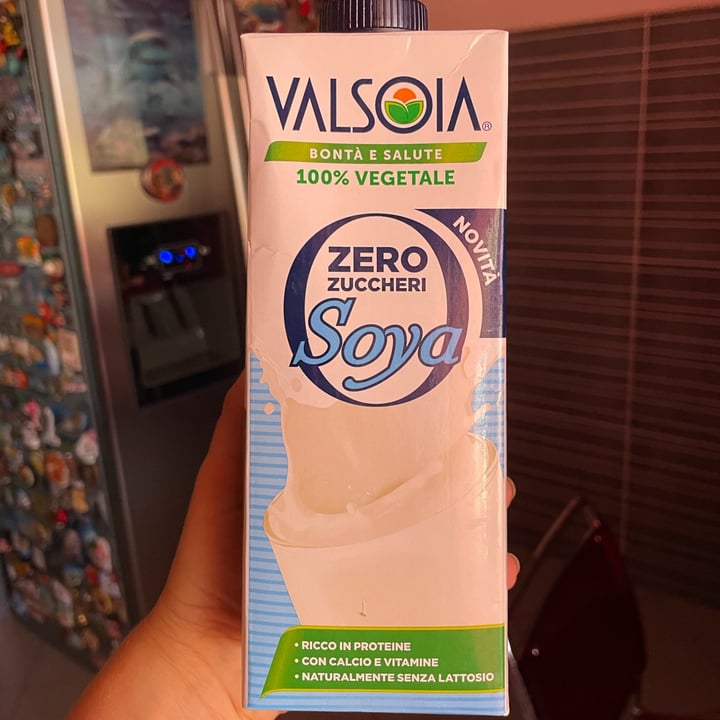 VALSOIA®
BONTÀ E SALUTE
100% VEGETALE
NOVITÀ
ZERO
ZUCCHERI
Soya
• RICCO IN PROTEINE
• CON CALCIO E VITAMINE
• NATURALMENTE SENZA LATTOSIO